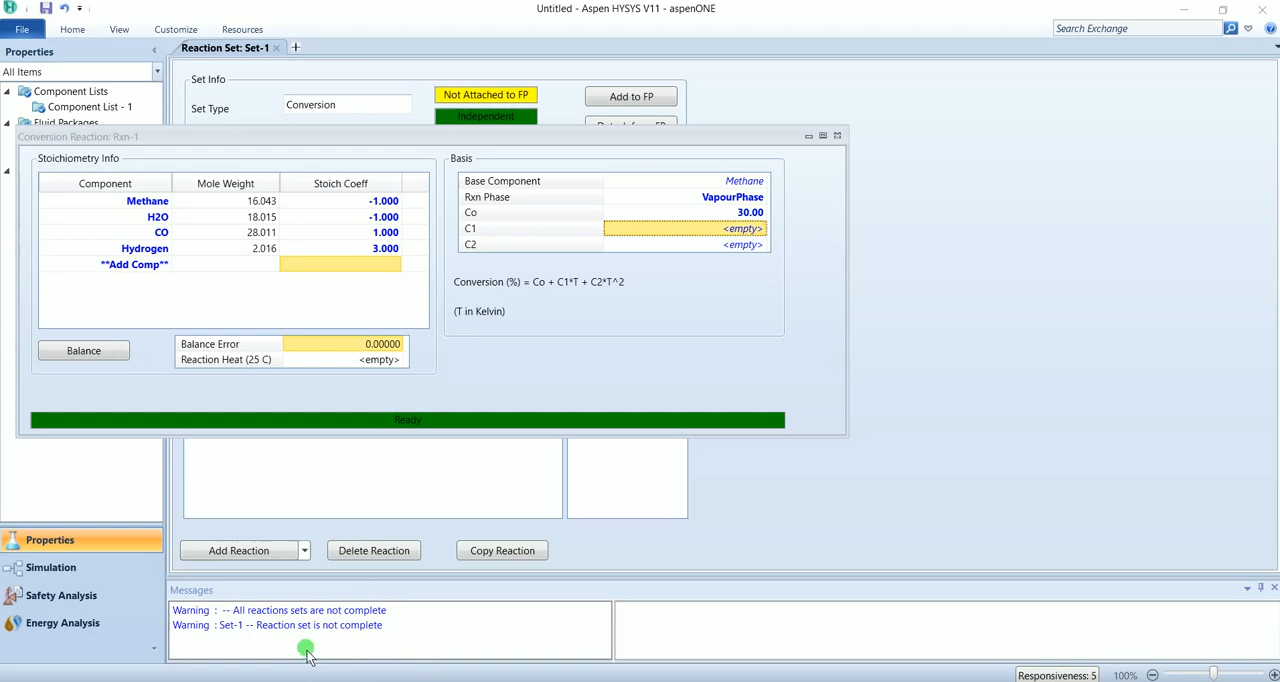 Untitled - Aspen HYSYS V11 - aspenONE
File Home View Customize Resources Search Exchange
Properties
Reaction Set: Set-1
All Items
Component Lists
Component List - 1
Fluid Packages
Set Info
Set Type Conversion
Not Attached to FP
Independent
Add to FP
Conversion Reaction: Rxn-1
Stoichiometry Info
Component Mole Weight Stoich Coeff
Methane 16.043 -1.000
H2O 18.015 -1.000
CO 28.011 1.000
Hydrogen 2.016 3.000
**Add Comp**
Balance
Balance Error 0.00000
Reaction Heat (25 C) <empty>
Basis
Base Component Methane
Rxn Phase VapourPhase
Co 30.00
C1 <empty>
C2 <empty>
Conversion (%) = Co + C1*T + C2*T^2
(T in Kelvin)
Ready
Add Reaction Delete Reaction Copy Reaction
Properties
Simulation
Safety Analysis
Energy Analysis
Messages
Warning : -- All reactions sets are not complete
Warning : Set-1 -- Reaction set is not complete
Responsiveness: 5 100%